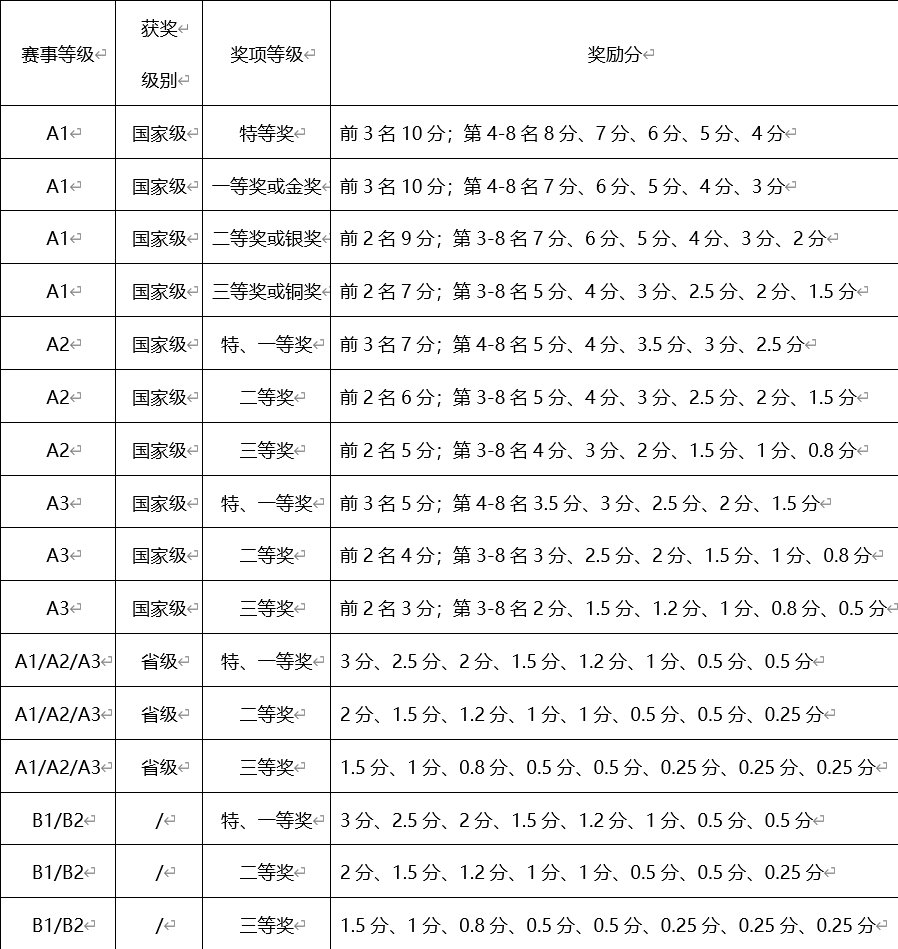 赛事等级 获奖级别 奖项等级 奖励分
A1 国家级 特等奖 前3名10分；第4-8名8分、7分、6分、5分、4分
A1 国家级 一等奖或金奖 前3名10分；第4-8名7分、6分、5分、4分、3分
A1 国家级 二等奖或银奖 前2名9分；第3-8名7分、6分、5分、4分、3分、2分
A1 国家级 三等奖或铜奖 前2名7分；第3-8名5分、4分、3分、2.5分、2分、1.5分
A2 国家级 特、一等奖 前3名7分；第4-8名5分、4分、3.5分、3分、2.5分
A2 国家级 二等奖 前2名6分；第3-8名5分、4分、3分、2.5分、2分、1.5分
A2 国家级 三等奖 前2名5分；第3-8名4分、3分、2分、1.5分、1分、0.8分
A3 国家级 特、一等奖 前3名5分；第4-8名3.5分、3分、2.5分、2分、1.5分
A3 国家级 二等奖 前2名4分；第3-8名3分、2.5分、2分、1.5分、1分、0.8分
A3 国家级 三等奖 前2名3分；第3-8名2分、1.5分、1.2分、1分、0.8分、0.5分
A1/A2/A3 省级 特、一等奖 3分、2.5分、2分、1.5分、1.2分、1分、0.5分、0.5分
A1/A2/A3 省级 二等奖 2分、1.5分、1.2分、1分、1分、0.5分、0.5分、0.25分
A1/A2/A3 省级 三等奖 1.5分、1分、0.8分、0.5分、0.5分、0.25分、0.25分、0.25分
B1/B2 / 特、一等奖 3分、2.5分、2分、1.5分、1.2分、1分、0.5分、0.5分
B1/B2 / 二等奖 2分、1.5分、1.2分、1分、1分、0.5分、0.5分、0.25分
B1/B2 / 三等奖 1.5分、1分、0.8分、0.5分、0.5分、0.25分、0.25分、0.25分